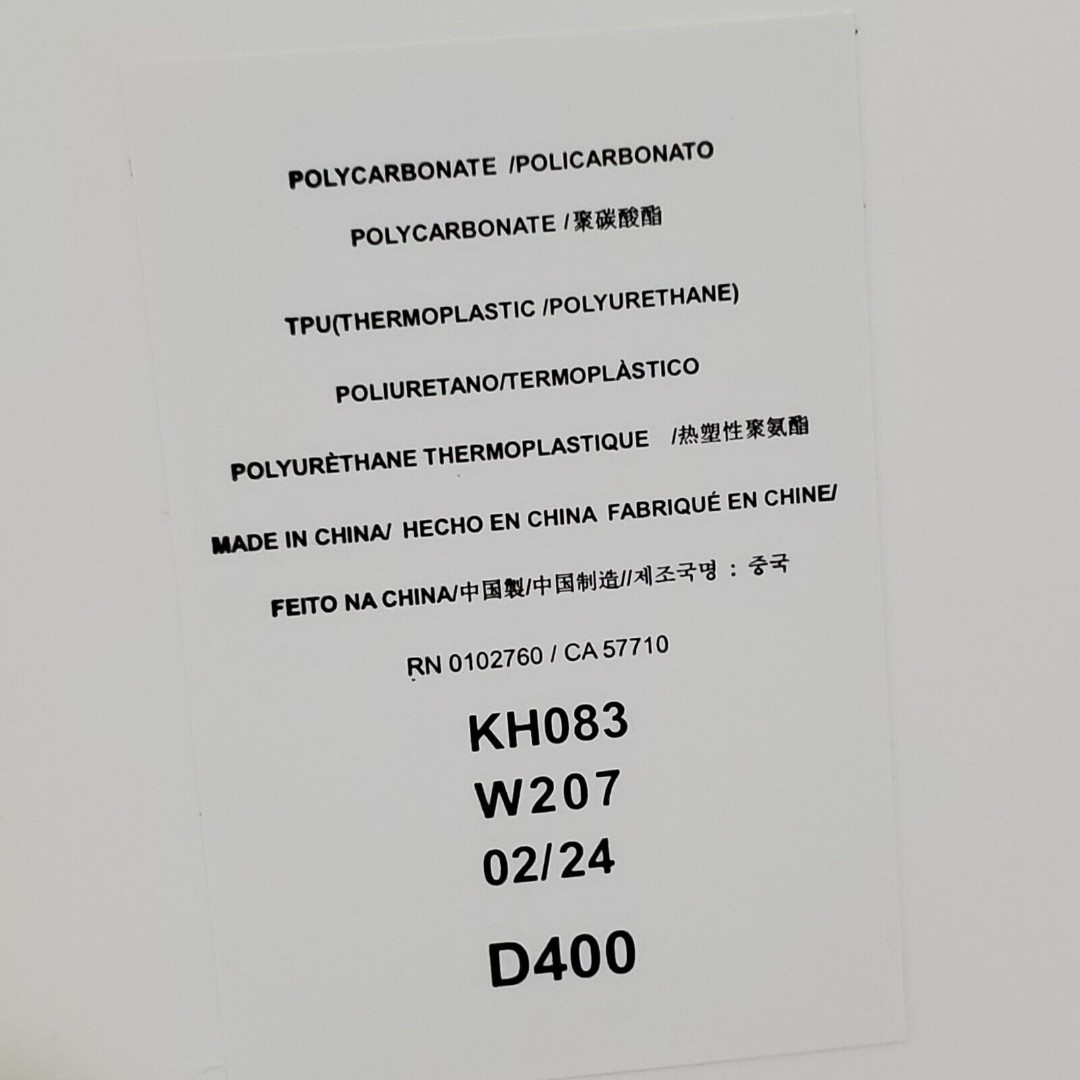 POLYCARBONATE /POLICARBONATO
POLYCARBONATE /聚碳酸酯
TPU(THERMOPLASTIC /POLYURETHANE)
POLIURETANO/TERMOPLÀSTICO
POLYURÈTHANE THERMOPLASTIQUE /热塑性聚氨酯
MADE IN CHINA/ HECHO EN CHINA FABRIQUÉ EN CHINE/
FEITO NA CHINA/中国製/中国制造//제조국명 : 중국
RN 0102760 / CA 57710
KH083
W207
02/24
D400